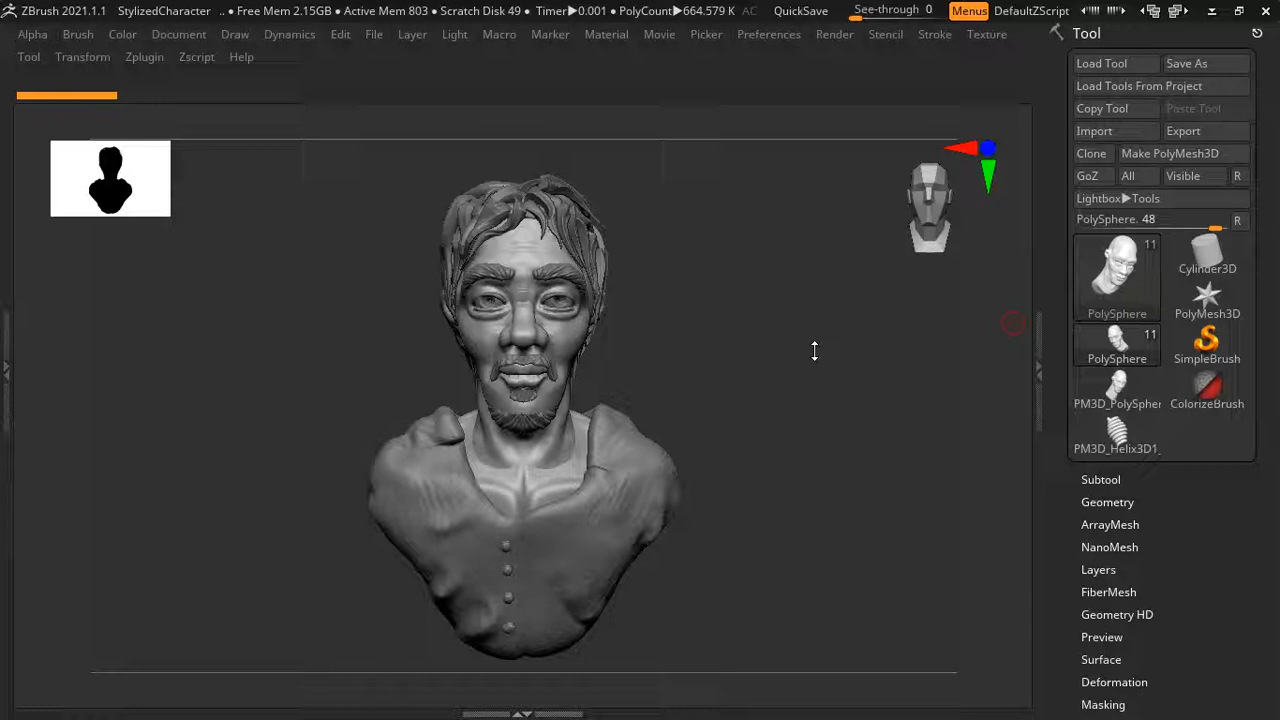 ZBrush 2021.1.1 StylizedCharacter .. ● Free Mem 2.15GB ● Active Mem 803 ● Scratch Disk 49 ● Timer▶0.001 ● PolyCount▶664.579 K AC QuickSave See-through 0 Menus DefaultZScript
Alpha Brush Color Document Draw Dynamics Edit File Layer Light Macro Marker Material Movie Picker Preferences Render Stencil Stroke Texture
Tool Transform Zplugin Zscript Help
Tool
Load Tool Save As
Load Tools From Project
Copy Tool Paste Tool
Import Export
Clone Make PolyMesh3D
GoZ All Visible R
Lightbox▶Tools
PolySphere. 48 R
11
Cylinder3D
PolySphere PolyMesh3D
11
PolySphere SimpleBrush
PM3D_PolySpher ColorizeBrush
PM3D_Helix3D1_
Subtool
Geometry
ArrayMesh
NanoMesh
Layers
FiberMesh
Geometry HD
Preview
Surface
Deformation
Masking